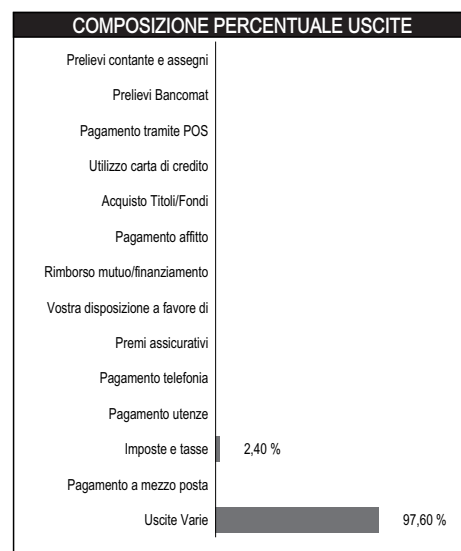 COMPOSIZIONE PERCENTUALE USCITE
Prelievi contante e assegni
Prelievi Bancomat
Pagamento tramite POS
Utilizzo carta di credito
Acquisto Titoli/Fondi
Pagamento affitto
Rimborso mutuo/finanziamento
Vostra disposizione a favore di
Premi assicurativi
Pagamento telefonia
Pagamento utenze
Imposte e tasse 2,40 %
Pagamento a mezzo posta
Uscite Varie 97,60 %